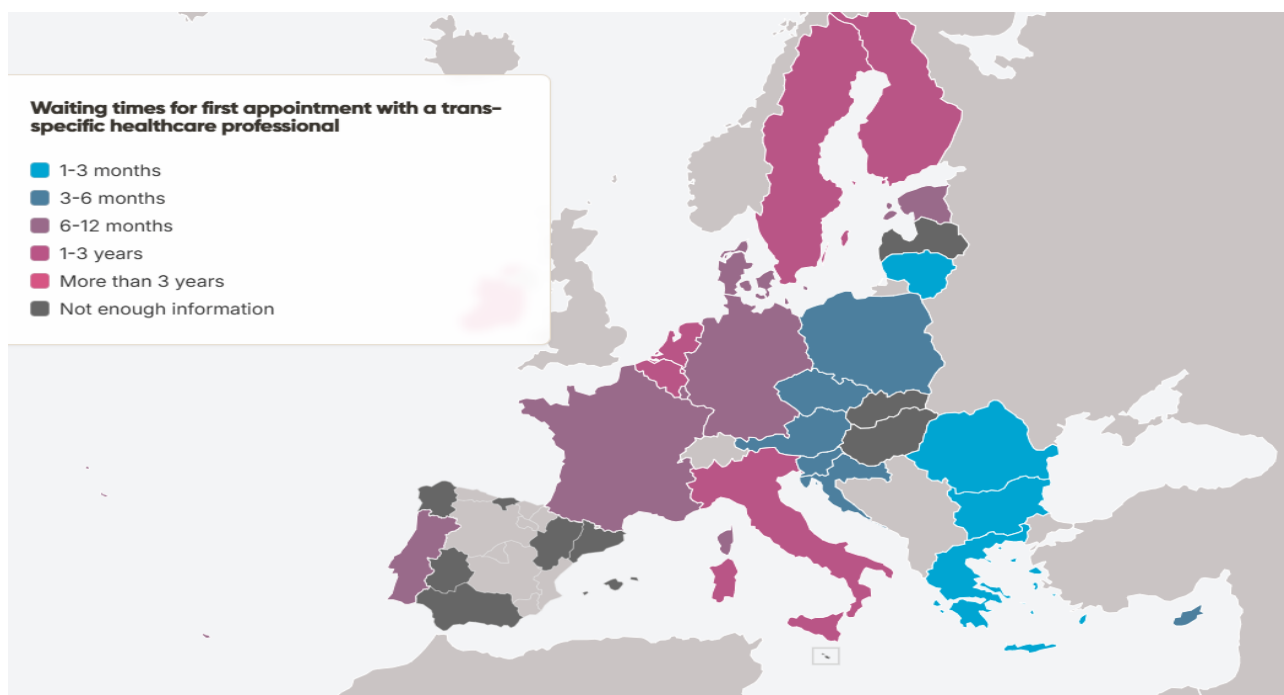 Waiting times for first appointment with a trans-
specific healthcare professional
1-3 months
3-6 months
6-12 months
1-3 years
More than 3 years
Not enough information